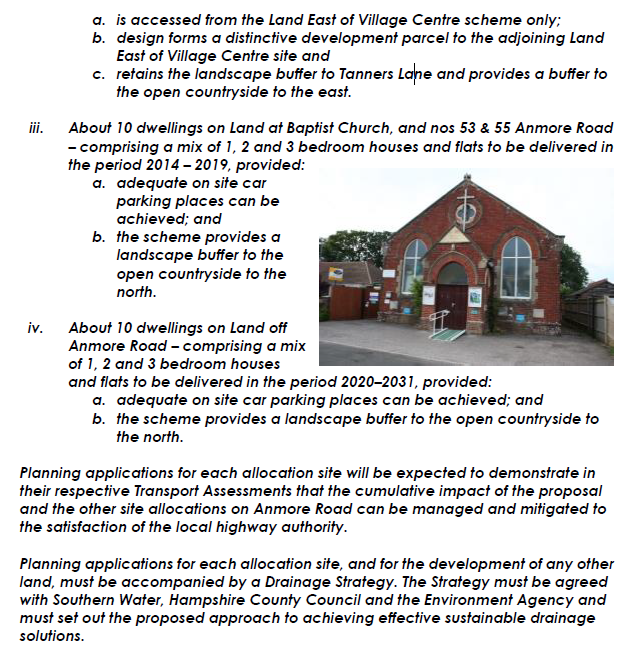 a. is accessed from the Land East of Village Centre scheme only;
b. design forms a distinctive development parcel to the adjoining Land
East of Village Centre site and
c. retains the landscape buffer to Tanners Lane and provides a buffer to
the open countryside to the east.
iii. About 10 dwellings on Land at Baptist Church, and nos 53 & 55 Anmore Road
– comprising a mix of 1, 2 and 3 bedroom houses and flats to be delivered in
the period 2014 – 2019, provided:
a. adequate on site car
parking places can be
achieved; and
b. the scheme provides a
landscape buffer to the
open countryside to the
north.
iv. About 10 dwellings on Land off
Anmore Road – comprising a mix
of 1, 2 and 3 bedroom houses
and flats to be delivered in the period 2020–2031, provided:
a. adequate on site car parking places can be achieved; and
b. the scheme provides a landscape buffer to the open countryside to
the north.
Planning applications for each allocation site will be expected to demonstrate in
their respective Transport Assessments that the cumulative impact of the proposal
and the other site allocations on Anmore Road can be managed and mitigated to
the satisfaction of the local highway authority.
Planning applications for each allocation site, and for the development of any other
land, must be accompanied by a Drainage Strategy. The Strategy must be agreed
with Southern Water, Hampshire County Council and the Environment Agency and
must set out the proposed approach to achieving effective sustainable drainage
solutions.